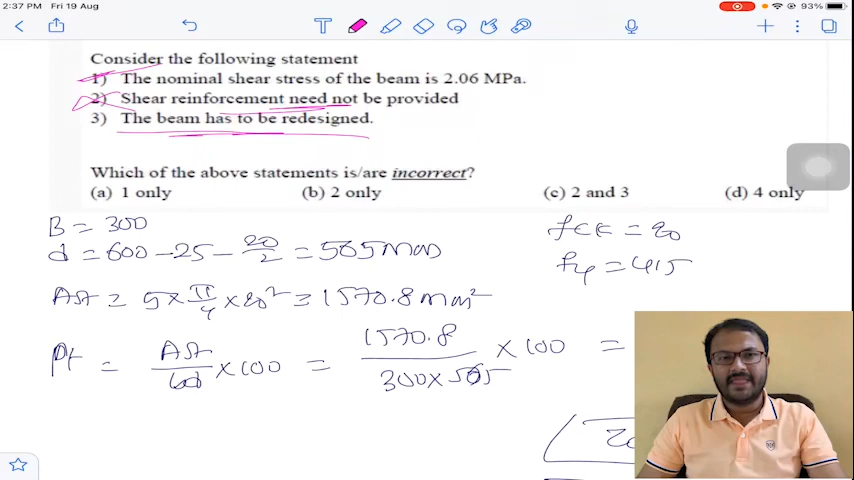 2:37 PM Fri 19 Aug
93%
Consider the following statement
1) The nominal shear stress of the beam is 2.06 MPa.
2) Shear reinforcement need not be provided
3) The beam has to be redesigned.
Which of the above statements is/are incorrect?
(a) 1 only (b) 2 only (c) 2 and 3 (d) 4 only
B = 300
d = 600 - 25 - 20/2 = 565 mm
fck = 20
fy = 415
Ast = 5 × π/4 × 20² = 1570.8 mm²
Pt = Ast/bd × 100 = 1570.8/300×565 × 100 =